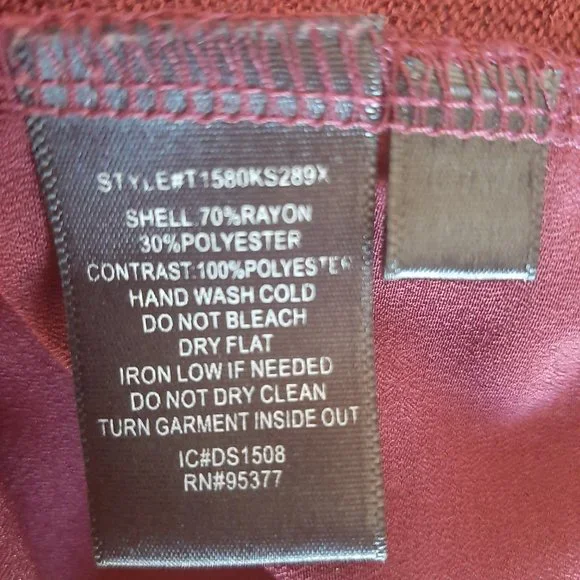 STYLE#T1580KS289X
SHELL:70%RAYON
30%POLYESTER
CONTRAST:100%POLYESTER
HAND WASH COLD
DO NOT BLEACH
DRY FLAT
IRON LOW IF NEEDED
DO NOT DRY CLEAN
TURN GARMENT INSIDE OUT
IC#DS1508
RN#95377